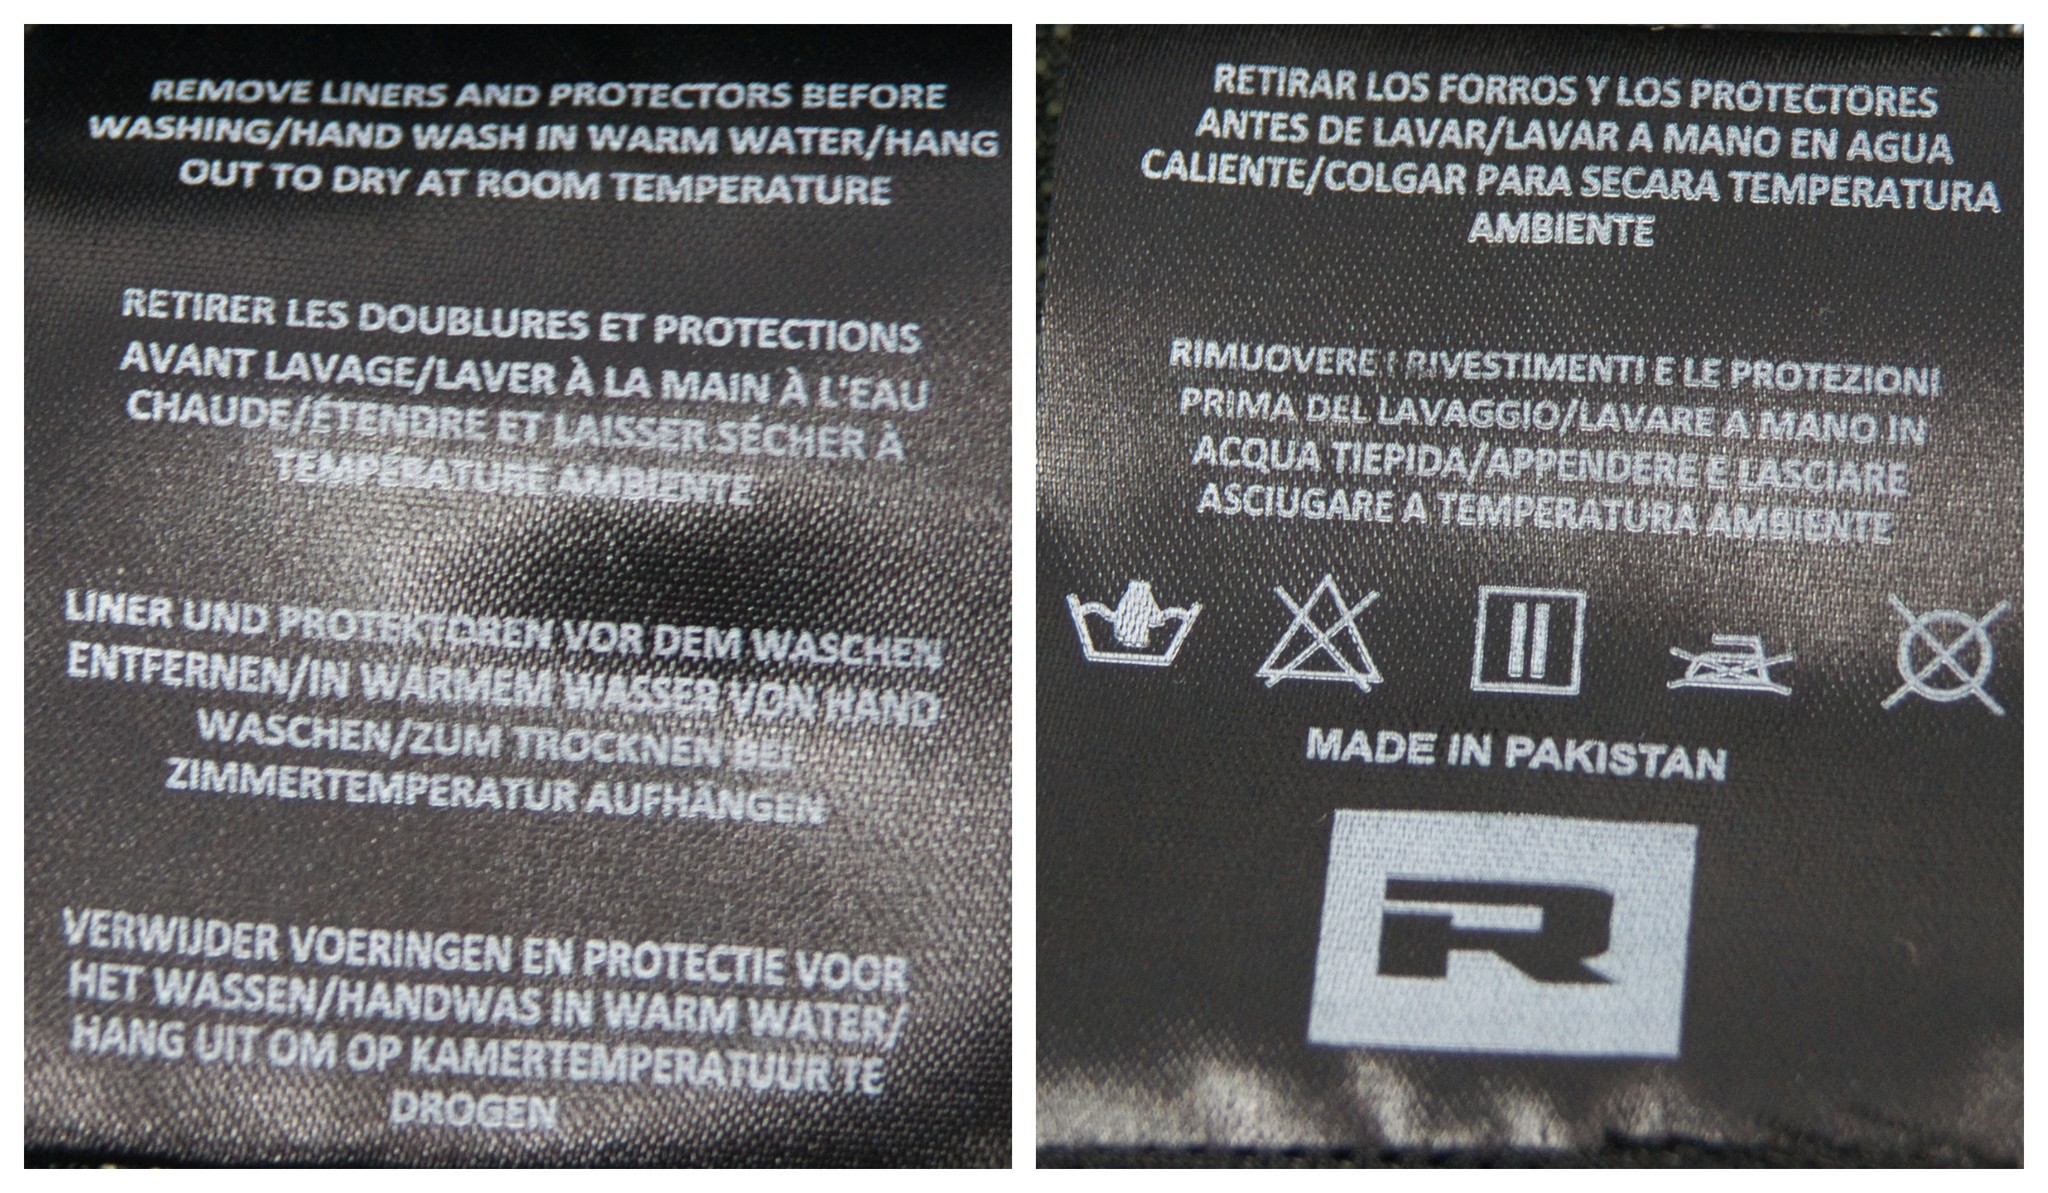 REMOVE LINERS AND PROTECTORS BEFORE
WASHING/HAND WASH IN WARM WATER/HANG
OUT TO DRY AT ROOM TEMPERATURE
RETIRER LES DOUBLURES ET PROTECTIONS
AVANT LAVAGE/LAVER À LA MAIN À L'EAU
CHAUDE/ÉTENDRE ET LAISSER SÉCHER À
TEMPÉRATURE AMBIENTE
LINER UND PROTEKTOREN VOR DEM WASCHEN
ENTFERNEN/IN WARMEM WASSER VON HAND
WASCHEN/ZUM TROCKNEN BEI
ZIMMERTEMPERATUR AUFHÄNGEN
VERWIJDER VOERINGEN EN PROTECTIE VOOR
HET WASSEN/HANDWAS IN WARM WATER/
HANG UIT OM OP KAMERTEMPERATUUR TE
DROGEN
RETIRAR LOS FORROS Y LOS PROTECTORES
ANTES DE LAVAR/LAVAR A MANO EN AGUA
CALIENTE/COLGAR PARA SECARA TEMPERATURA
AMBIENTE
RIMUOVERE I RIVESTIMENTI E LE PROTEZIONI
PRIMA DEL LAVAGGIO/LAVARE A MANO IN
ACQUA TIEPIDA/APPENDERE E LASCIARE
ASCIUGARE A TEMPERATURA AMBIENTE
MADE IN PAKISTAN
R